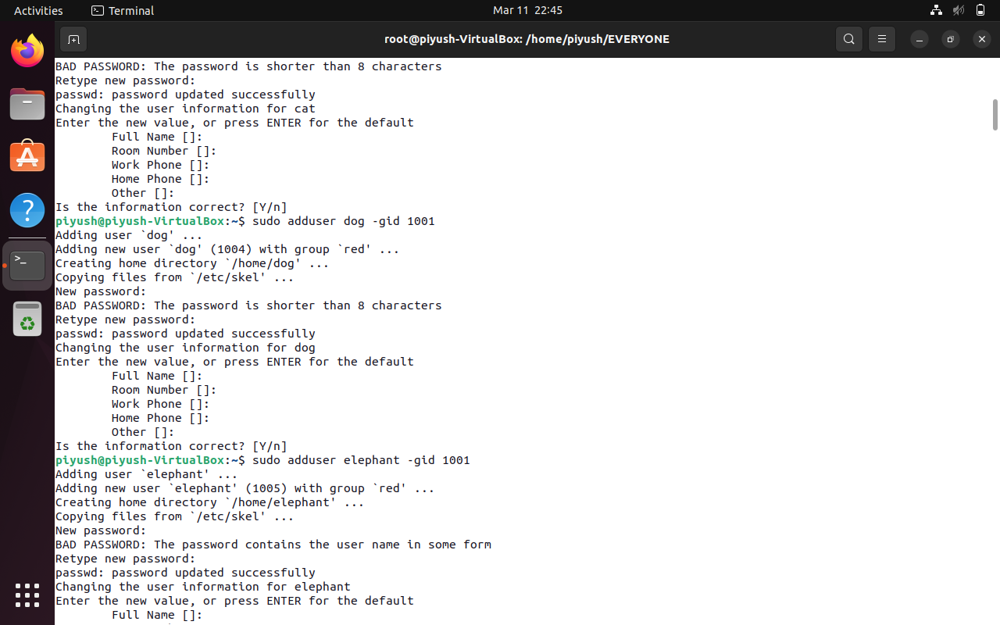 Activities Terminal Mar 11 22:45
root@piyush-VirtualBox: /home/piyush/EVERYONE
BAD PASSWORD: The password is shorter than 8 characters
Retype new password:
passwd: password updated successfully
Changing the user information for cat
Enter the new value, or press ENTER for the default
Full Name []:
Room Number []:
Work Phone []:
Home Phone []:
Other []:
Is the information correct? [Y/n]
piyush@piyush-VirtualBox:~$ sudo adduser dog -gid 1001
Adding user `dog' ...
Adding new user `dog' (1004) with group `red' ...
Creating home directory `/home/dog' ...
Copying files from `/etc/skel' ...
New password:
BAD PASSWORD: The password is shorter than 8 characters
Retype new password:
passwd: password updated successfully
Changing the user information for dog
Enter the new value, or press ENTER for the default
Full Name []:
Room Number []:
Work Phone []:
Home Phone []:
Other []:
Is the information correct? [Y/n]
piyush@piyush-VirtualBox:~$ sudo adduser elephant -gid 1001
Adding user `elephant' ...
Adding new user `elephant' (1005) with group `red' ...
Creating home directory `/home/elephant' ...
Copying files from `/etc/skel' ...
New password:
BAD PASSWORD: The password contains the user name in some form
Retype new password:
passwd: password updated successfully
Changing the user information for elephant
Enter the new value, or press ENTER for the default
Full Name []: